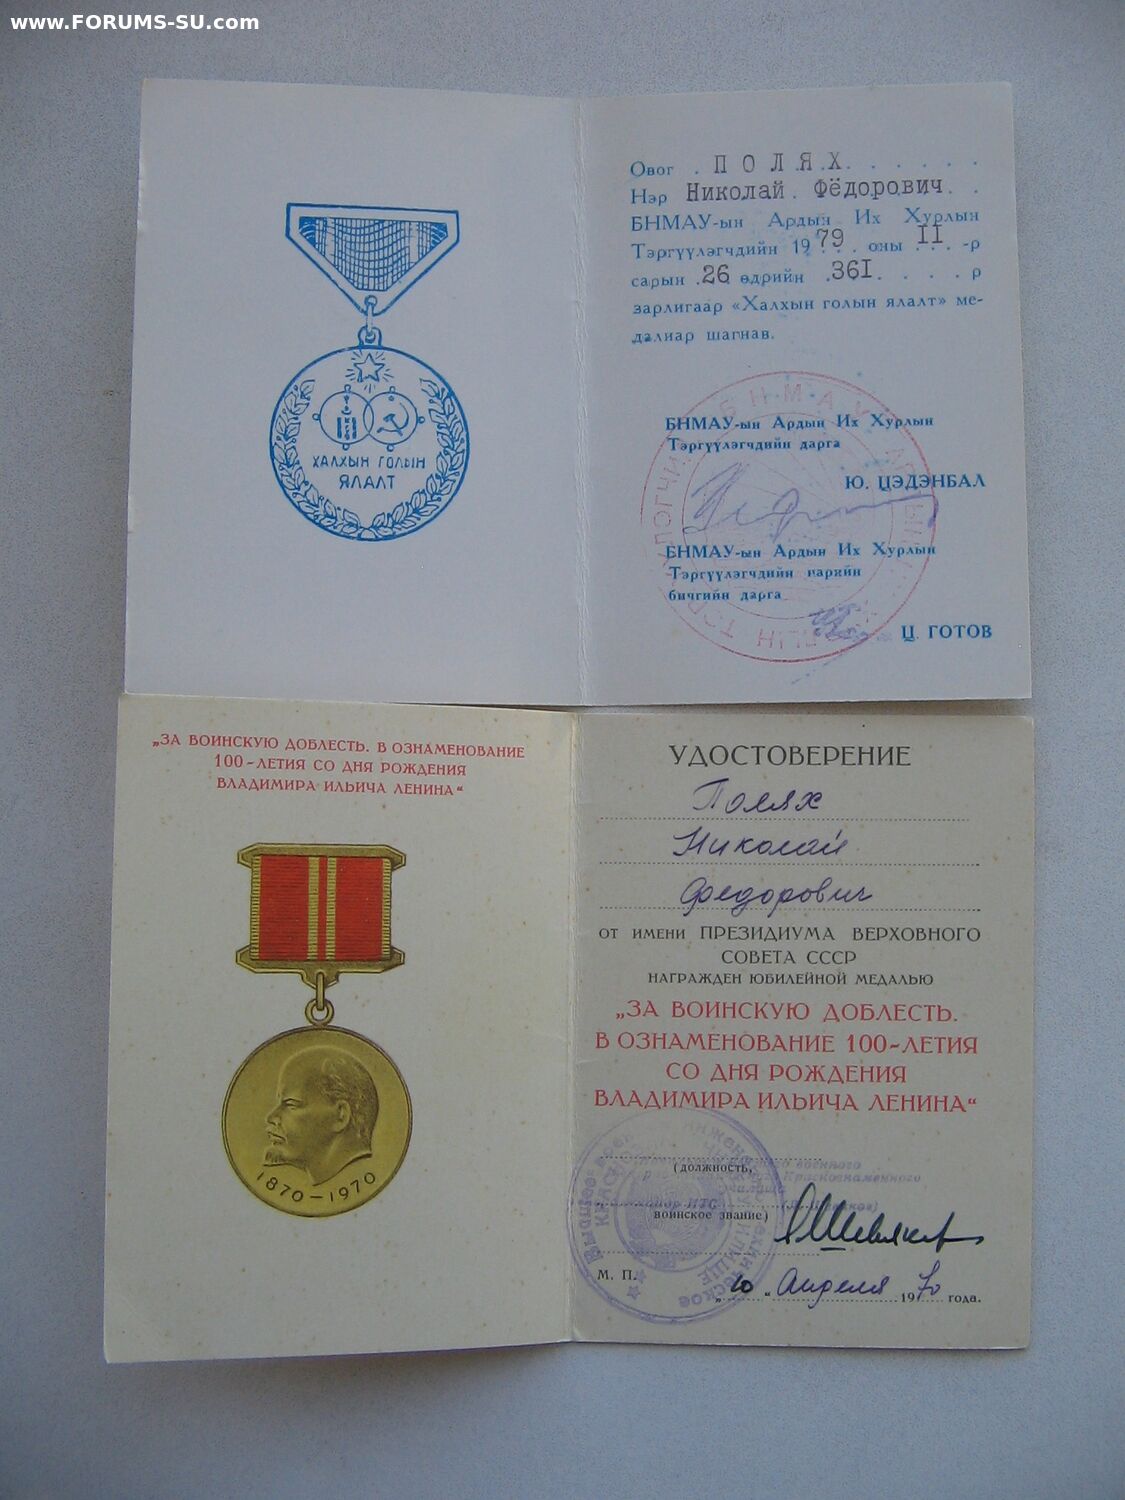 www.FORUMS-SU.com
ХАЛХЫН ГОЛЫН
ЯЛАЛТ
Овог . ПОЛЯХ . . . . . .
Нэр Николай Фёдорович . .
БНМАУ-ын Ардын Их Хурлын
Тэргүүлэгчдийн 1979 . . оны . II . . -р
сарын . 26 өдрийн . 361 . . . . . р
зарлигаар «Халхын голын ялалт» ме-
далиар шагнав.
БНМАУ-ын Ардын Их Хурлын
Тэргүүлэгчдийн дарга
Ю. ЦЭДЭНБАЛ
БНМАУ-ын Ардын Их Хурлын
Тэргүүлэгчдийн нарийн
бичгийн дарга
Ц. ГОТОВ
„ЗА ВОИНСКУЮ ДОБЛЕСТЬ. В ОЗНАМЕНОВАНИЕ
100-ЛЕТИЯ СО ДНЯ РОЖДЕНИЯ
ВЛАДИМИРА ИЛЬИЧА ЛЕНИНА“
1870-1970
УДОСТОВЕРЕНИЕ
Полях
Николай
Федорович
ОТ ИМЕНИ ПРЕЗИДИУМА ВЕРХОВНОГО
СОВЕТА СССР
НАГРАЖДЕН ЮБИЛЕЙНОЙ МЕДАЛЬЮ
„ЗА ВОИНСКУЮ ДОБЛЕСТЬ.
В ОЗНАМЕНОВАНИЕ 100-ЛЕТИЯ
СО ДНЯ РОЖДЕНИЯ
ВЛАДИМИРА ИЛЬИЧА ЛЕНИНА“
военного
Краснознаменного
училища
(должность,
ИТС
воинское звание)
М. П.
„10“ Апреля 1970 года.